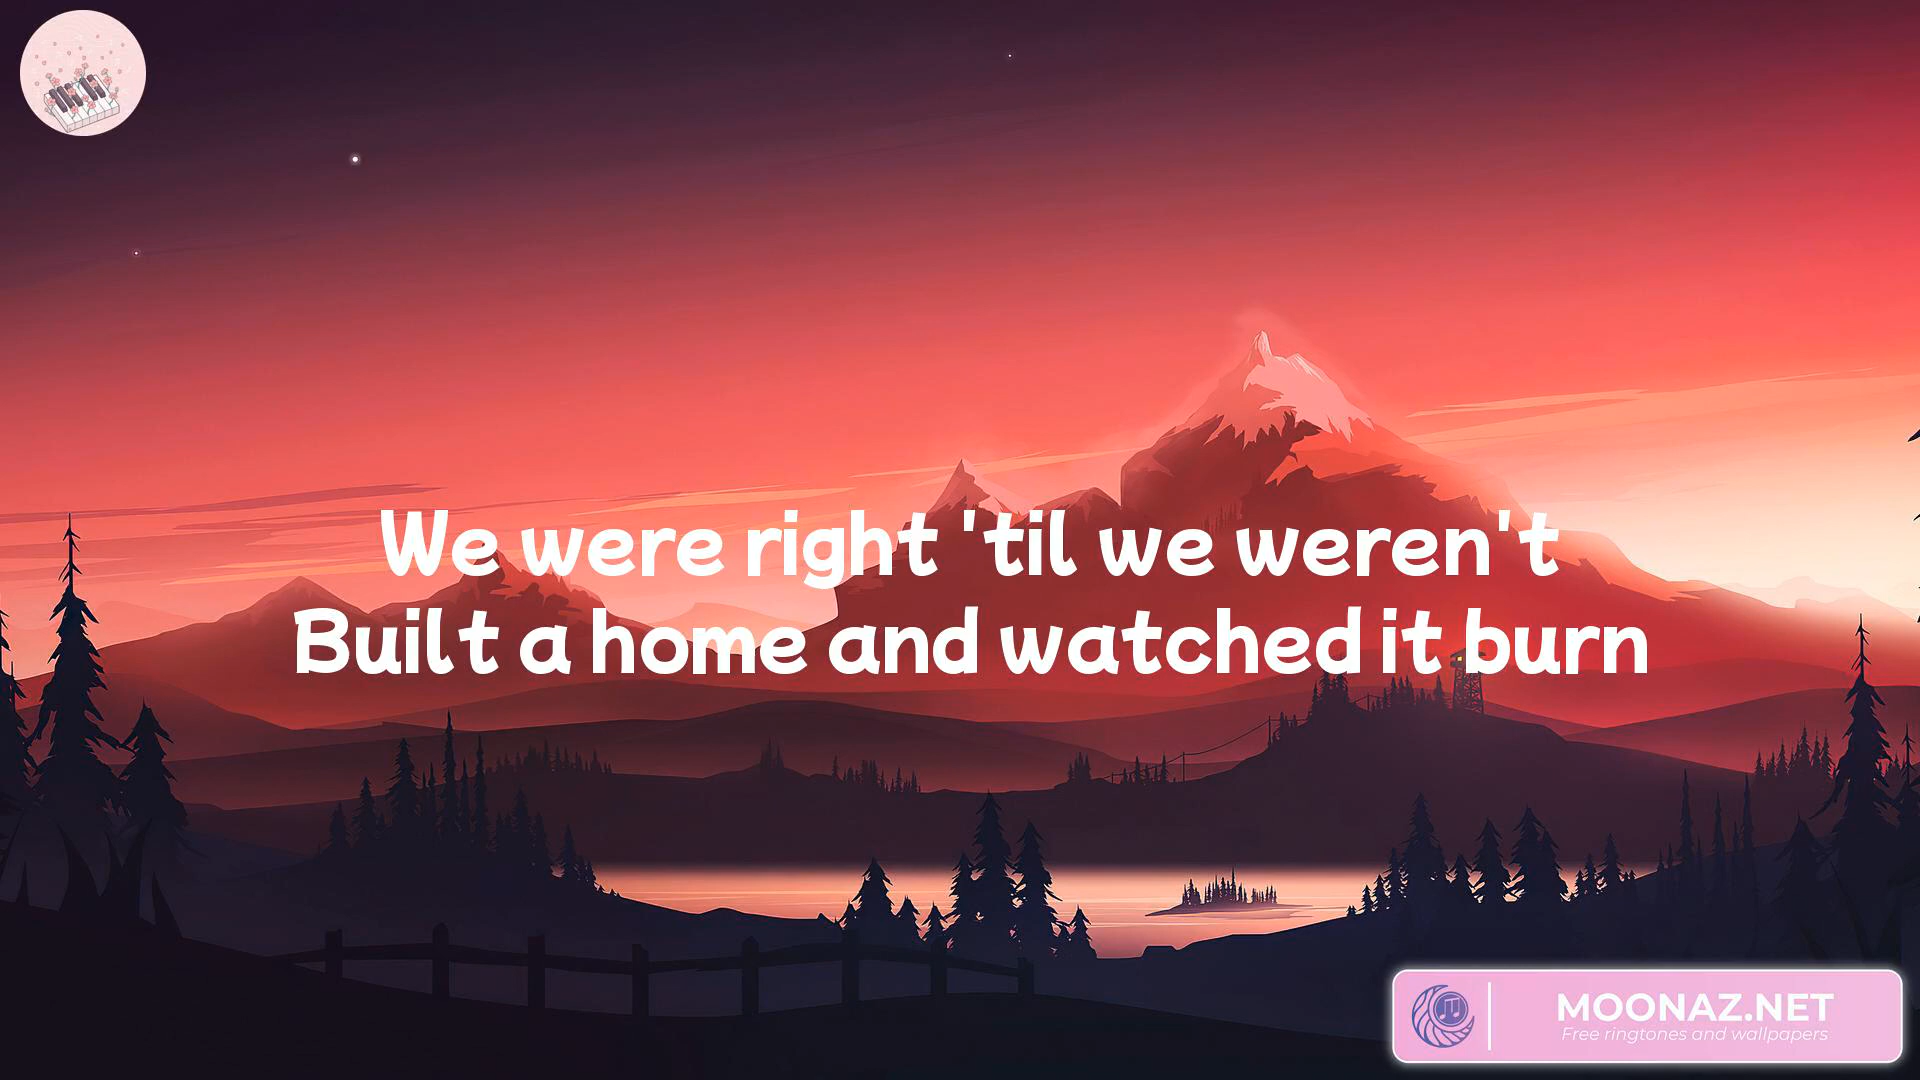 We were right 'til we weren't
Built a home and watched it burn
MOONAZ.NET
Free ringtones and wallpapers